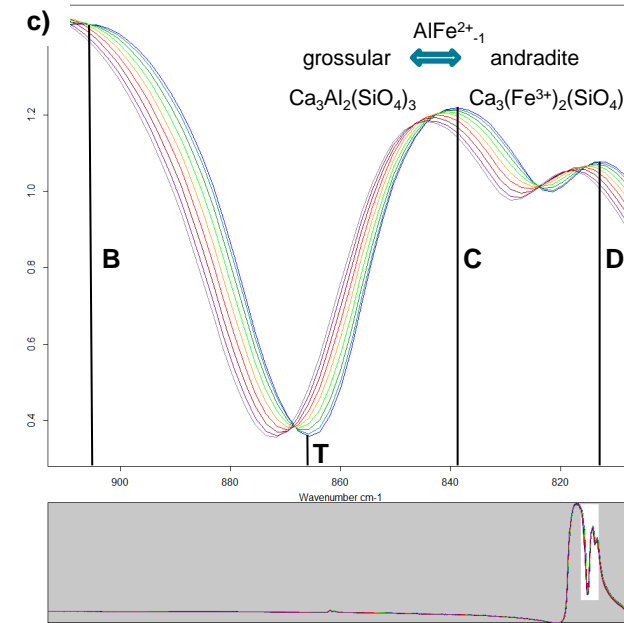 c)
AlFe²⁺₋₁
grossular andradite
Ca₃Al₂(SiO₄)₃ Ca₃(Fe³⁺)₂(SiO₄)
1.2
1.0
0.8
0.6
0.4
B C D
T
900 880 860 840 820
Wavenumber cm-1